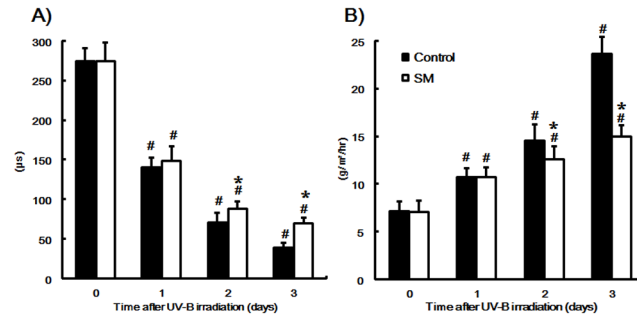 A)
300
250
200
150
100
50
0
(μs)
# #
# *
#
# *
#
0 1 2 3
Time after UV-B irradiation (days)
B)
25
20
15
10
5
0
(g/m²/hr)
Control
SM
# #
# *
#
# *
#
0 1 2 3
Time after UV-B irradiation (days)